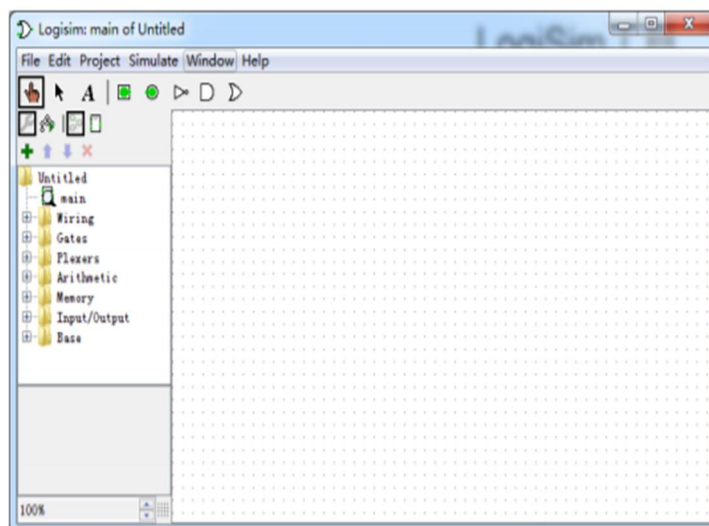 Logisim: main of Untitled
LogiSim
File Edit Project Simulate Window Help
A
Untitled
main
Wiring
Gates
Plexers
Arithmetic
Memory
Input/Output
Base
100%